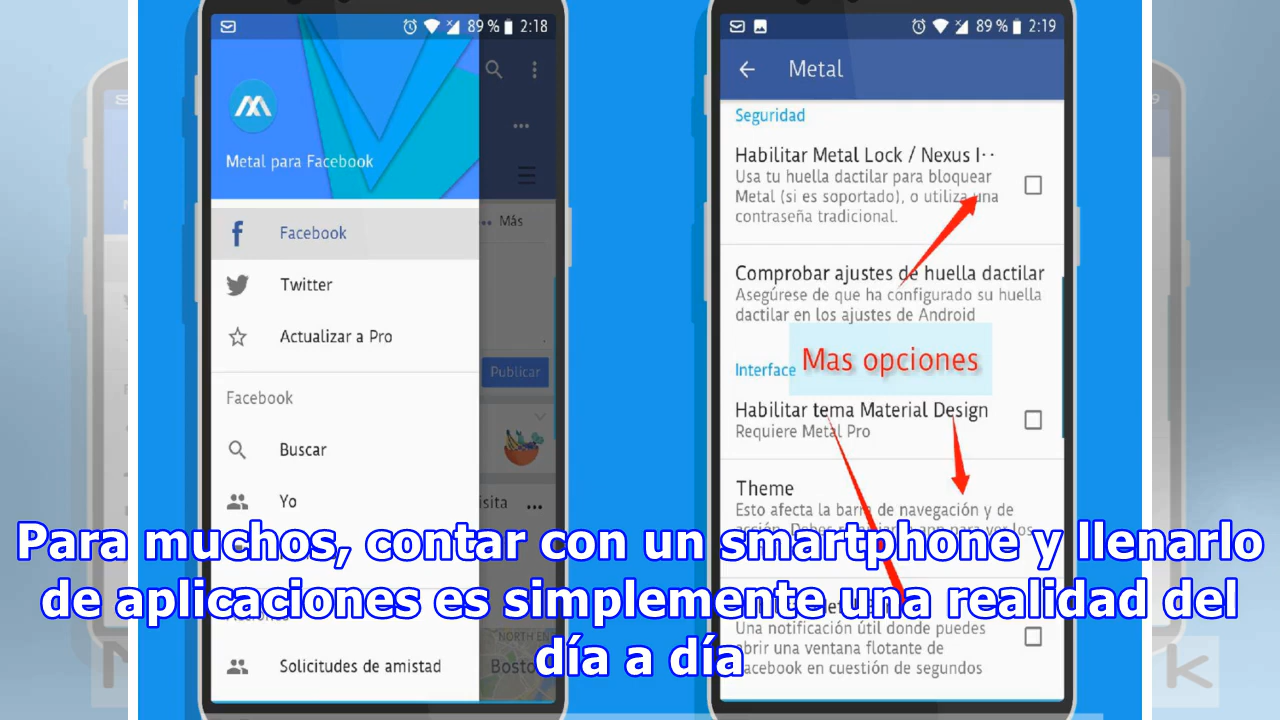 89 % 2:18
Metal para Facebook
Facebook
Twitter
Actualizar a Pro
Facebook
Buscar
Yo
Solicitudes de amistad
Más
Publicar
NORTH EN
Bosto
89 % 2:19
Metal
Seguridad
Habilitar Metal Lock / Nexus I··
Usa tu huella dactilar para bloquear
Metal (si es soportado), o utiliza una
contraseña tradicional.
Comprobar ajustes de huella dactilar
Asegúrese de que ha configurado su huella
dactilar en los ajustes de Android
Mas opciones
Interface
Habilitar tema Material Design
Requiere Metal Pro
Theme
Esto afecta la barra de navegación y de
Una notificación útil donde puedes
abrir una ventana flotante de
Facebook en cuestión de segundos
Para muchos, contar con un smartphone y llenarlo
de aplicaciones es simplemente una realidad del
día a día